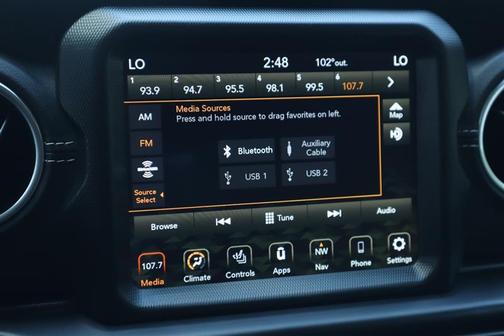 LO 2:48 102°out. LO
1 2 3 4 5 6
93.9 94.7 95.5 98.1 99.5 107.7
AM
FM
Source
Select
Media Sources
Press and hold source to drag favorites on left.
Bluetooth
Auxiliary
Cable
USB 1
USB 2
Map
Browse
Tune
Audio
107.7
NW
Media
Climate
Controls
Apps
Nav
Phone
Settings